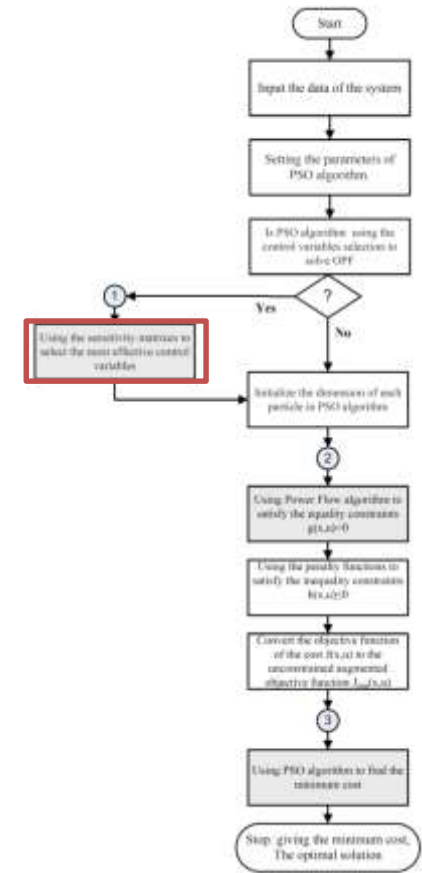 Start
Input the data of the system
Setting the parameters of
PSO algorithm
Is PSO algorithm using the
control variables selection to
solve OPF
?
1
Yes
No
Using the sensitivity matrixes to
select the most effective control
variables
Initialize the dimension of each
particle in PSO algorithm
2
Using Power Flow algorithm to
satisfy the equality constraints
g(x,u)=0
Using the penalty functions to
satisfy the inequality constraints
h(x,u)≤0
Convert the objective function
of the cost f(x,u) to the
unconstrained augmented
objective function (x,u)
3
Using PSO algorithm to find the
minimum cost
Stop giving the minimum cost,
The optimal solution